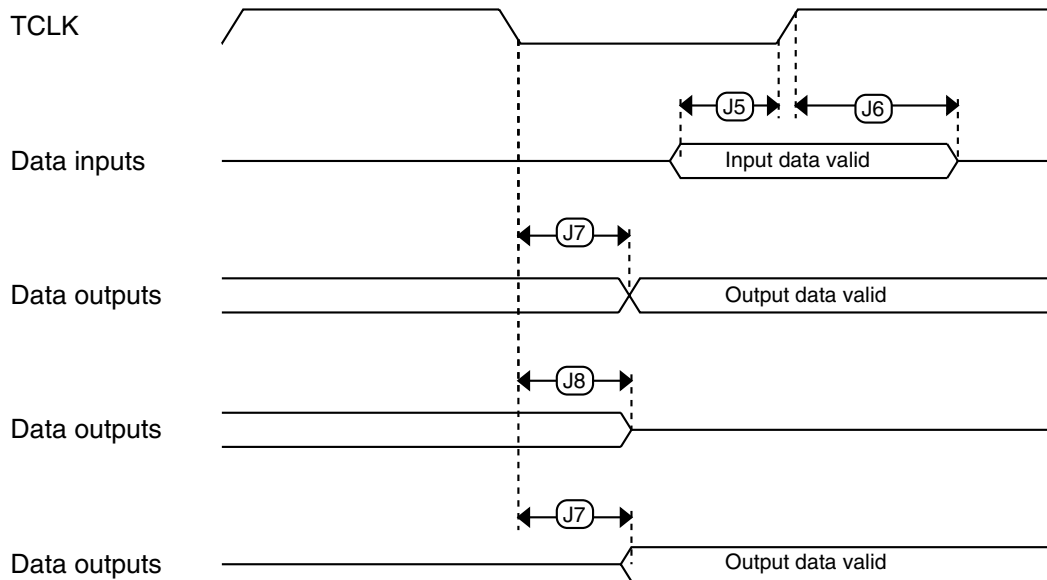 TCLK
J5
J6
Data inputs
Input data valid
J7
Data outputs
Output data valid
J8
Data outputs
J7
Data outputs
Output data valid